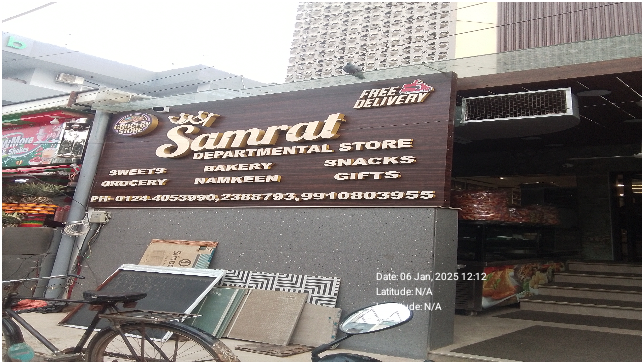 FREE
DELIVERY
Samrat
DEPARTMENTAL STORE
SWEETS BAKERY SNACKS
GROCERY NAMKEEN GIFTS
PH:- 0124-4053990, 2388793, 9910803955
Date: 06 Jan, 2025 12:12
Latitude: N/A
ude: N/A